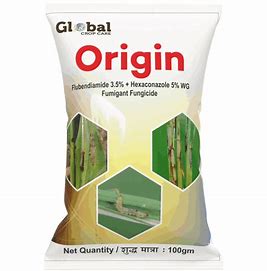 Global
CROP CARE
Origin
Flubendiamide 3.5% + Hexaconazole 5% WG
Fumigant Fungicide
Net Quantity / शुद्ध मात्रा : 100gm